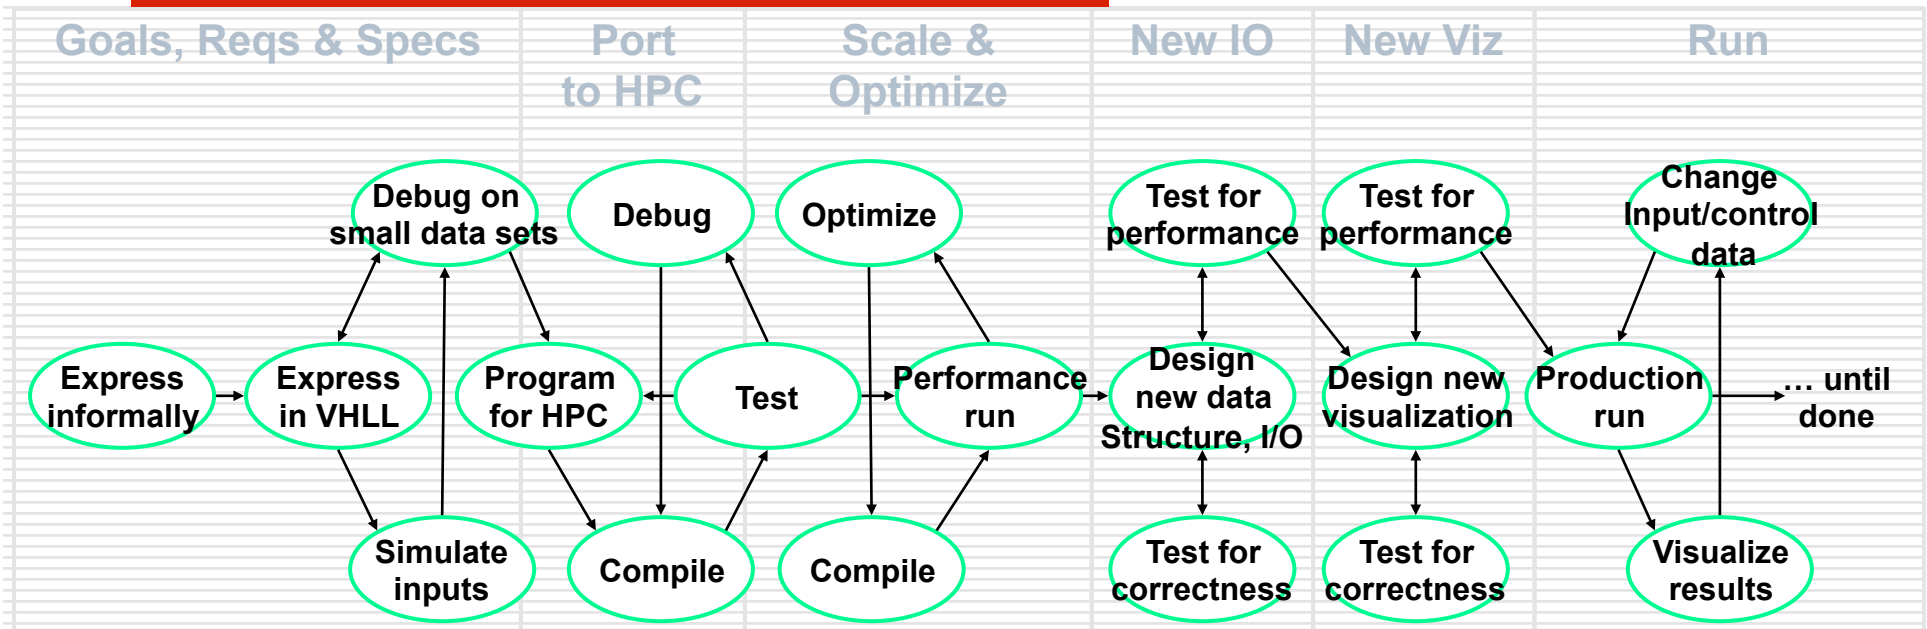 Goals, Reqs & Specs
Port
to HPC
Scale &
Optimize
New IO
New Viz
Run
Debug on
small data sets
Debug
Optimize
Test for
performance
Test for
performance
Change
Input/control
data
Express
informally
Express
in VHLL
Program
for HPC
Test
Performance
run
Design
new data
Structure, I/O
Design new
visualization
Production
run
... until
done
Simulate
inputs
Compile
Compile
Test for
correctness
Test for
correctness
Visualize
results